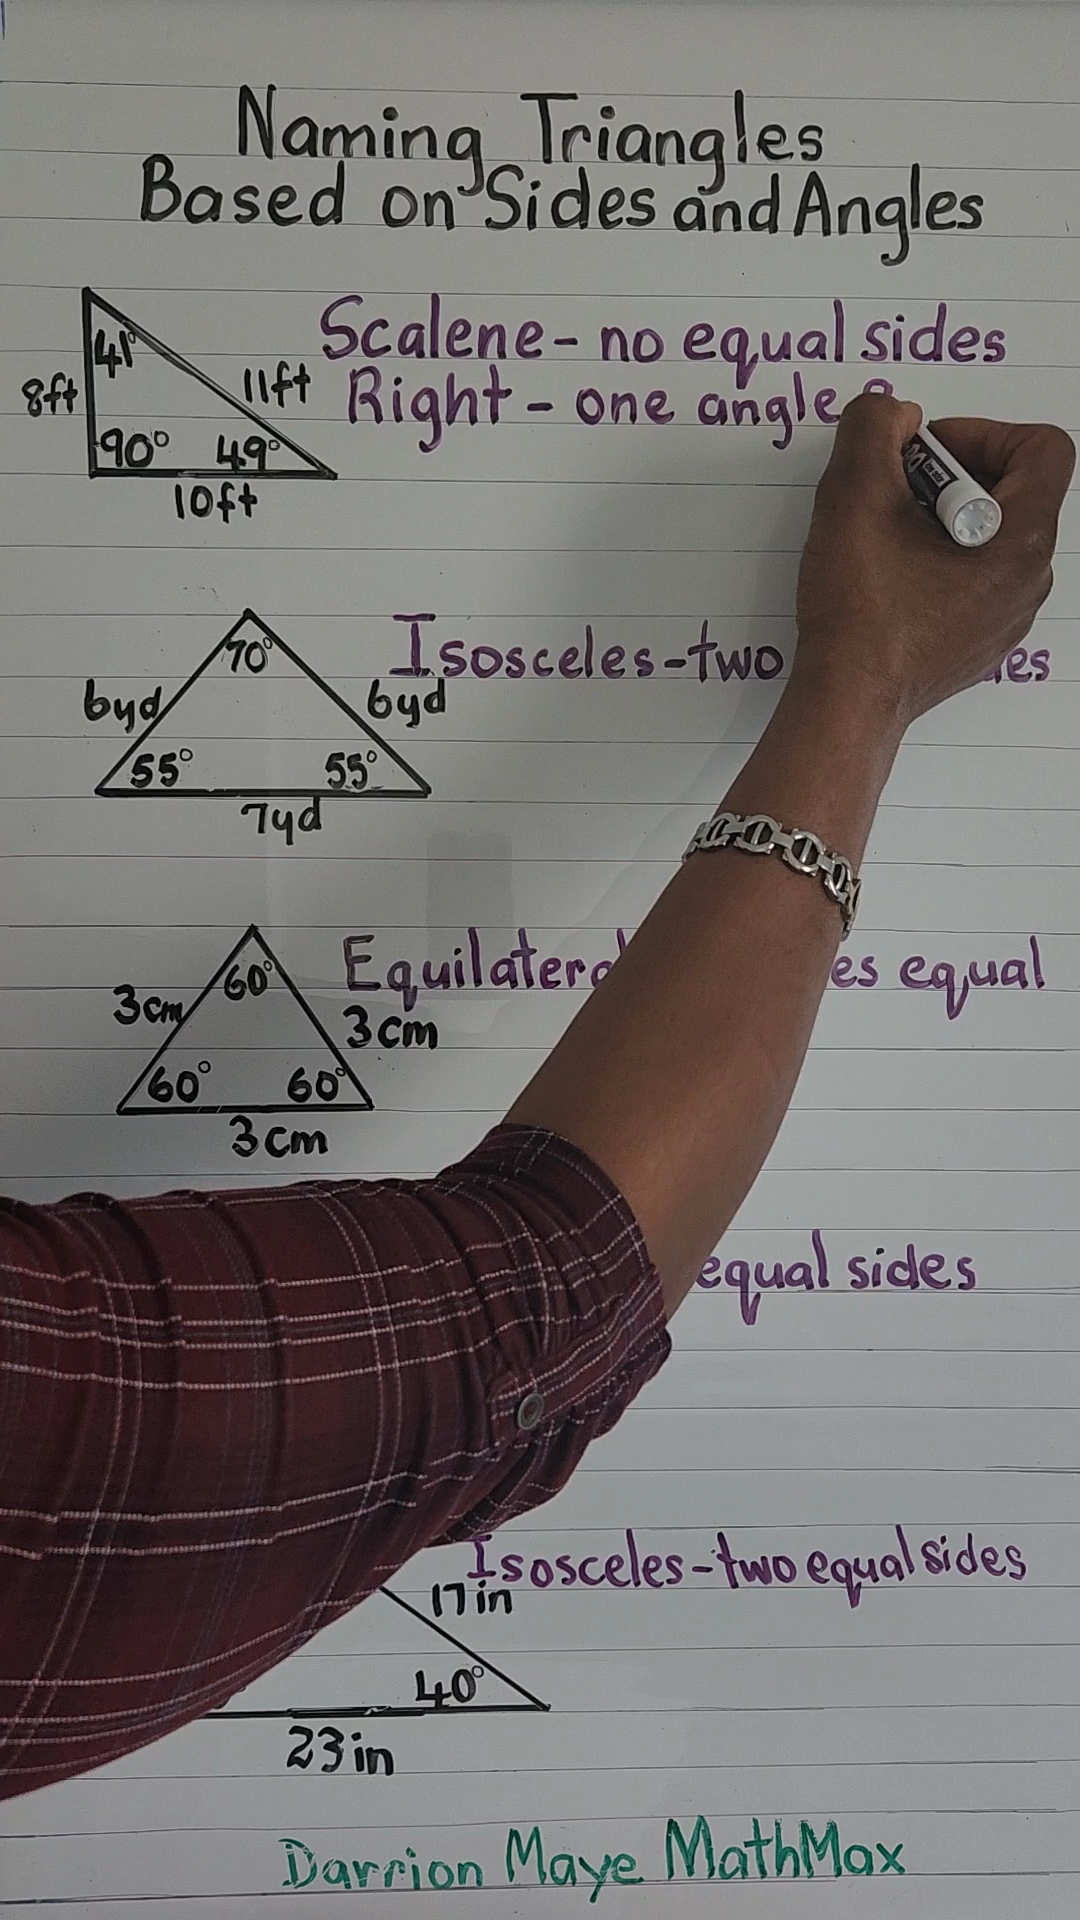 Naming Triangles
Based on Sides and Angles
41°
8ft
11ft
90°
49°
10ft
Scalene - no equal sides
Right - one angle
70°
6yd
6yd
55°
55°
7yd
Isosceles - two
60°
3cm
3cm
60°
60°
3cm
equal
equal sides
Isosceles - two equal sides
17in
40°
23in
Darrion Maye MathMax